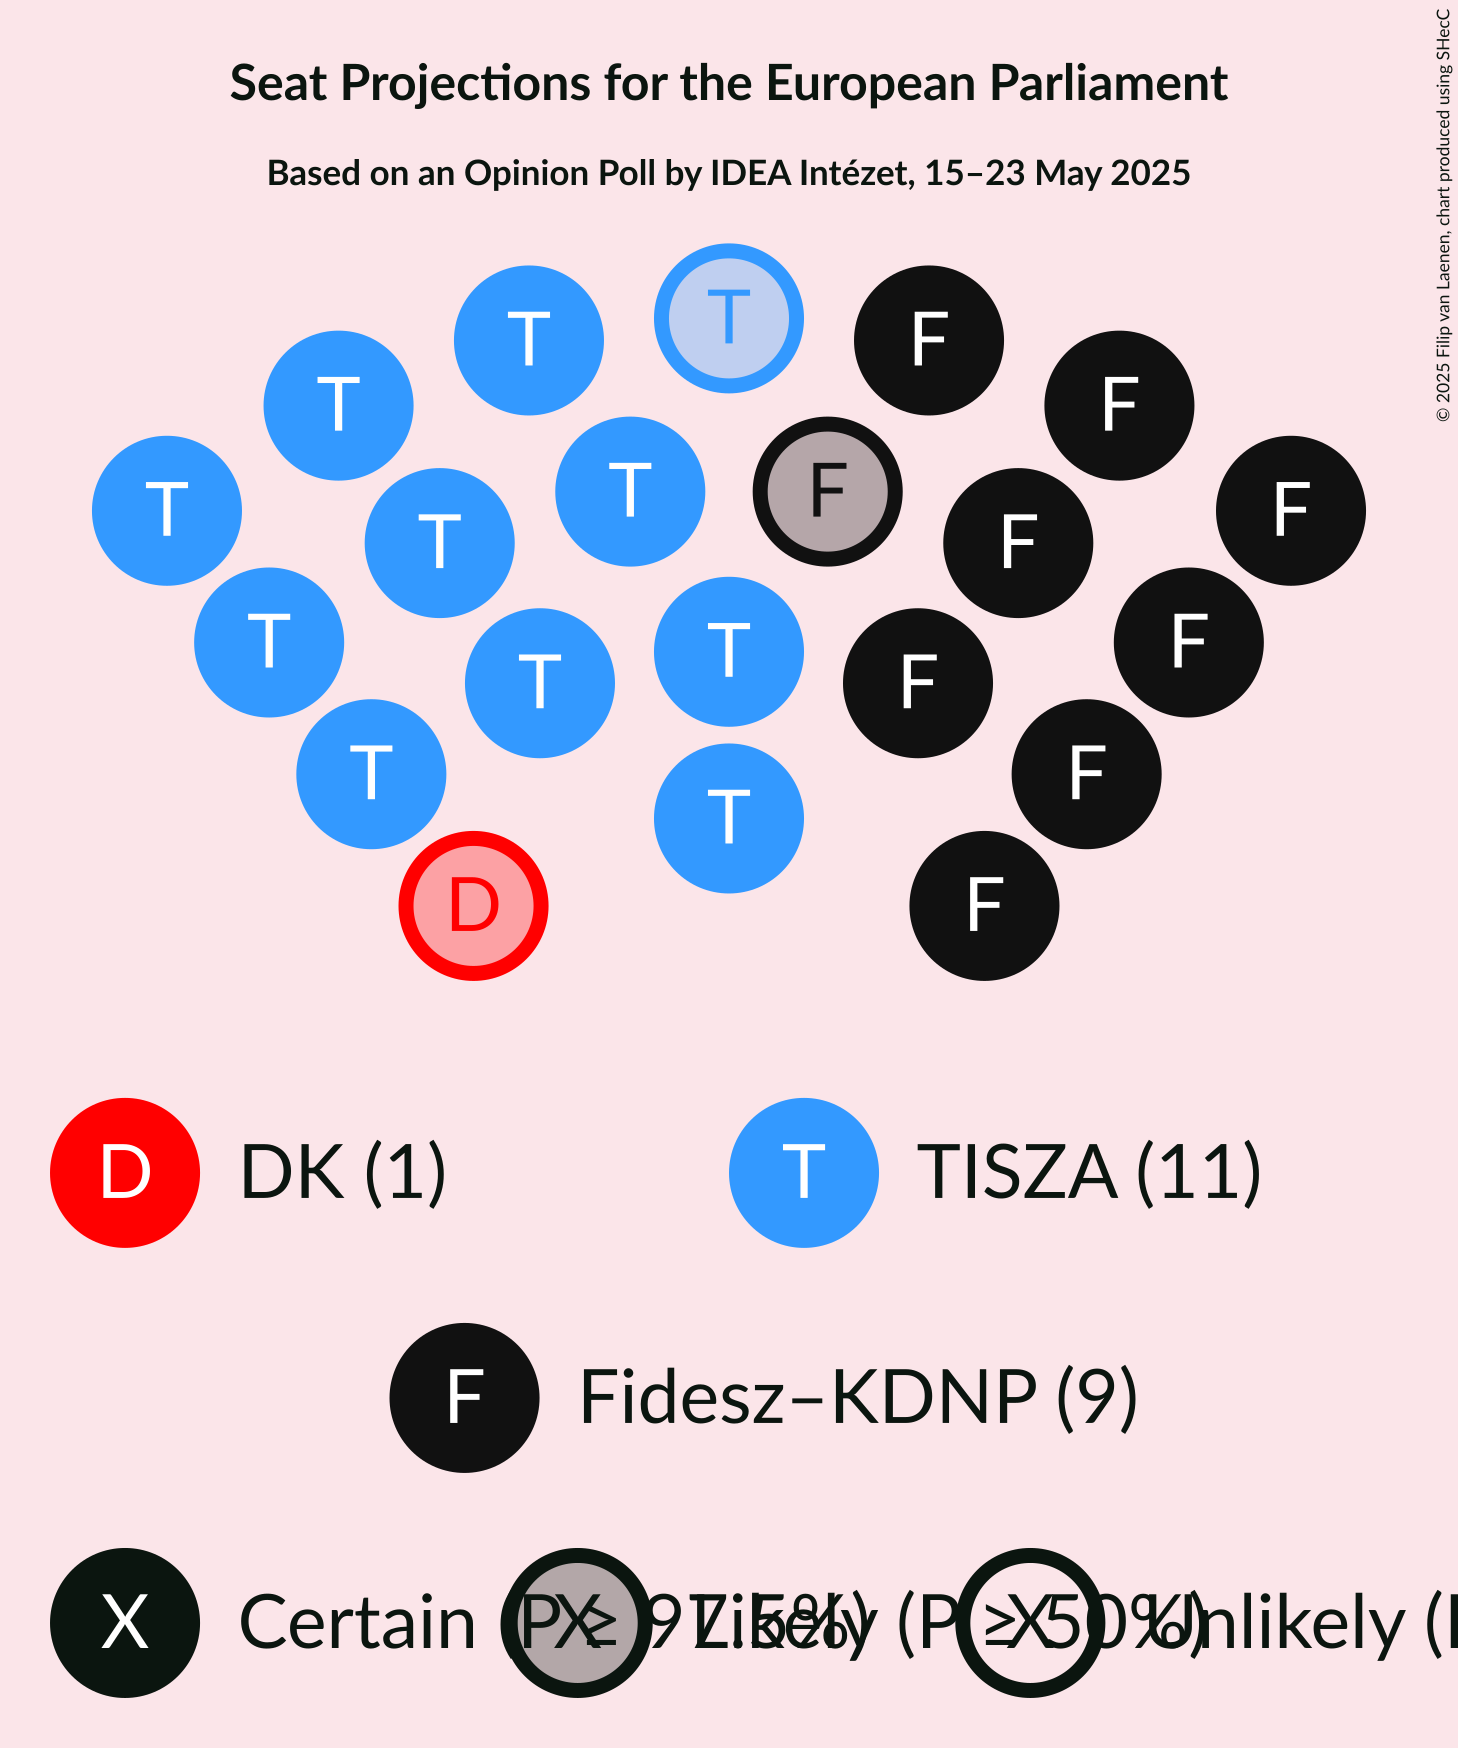 Seat Projections for the European Parliament
Based on an Opinion Poll by IDEA Intézet, 15–23 May 2025
© 2025 Filip van Laenen, chart produced using SHecC
T
T F
T F
T F
T F
T F
T F
T F
T
T F
T F
T
D F
D DK (1) T TISZA (11)
F Fidesz–KDNP (9)
X Certain (P ≥ 97.5%) X Likely (P ≥ 50%) X Unlikely (